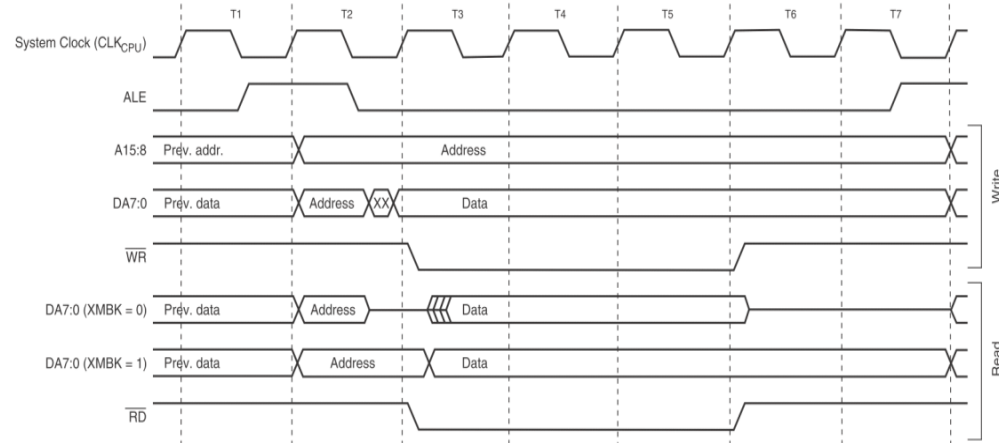 T1 T2 T3 T4 T5 T6 T7
System Clock (CLKCPU)
ALE
A15:8 Prev. addr. Address
DA7:0 Prev. data Address XX Data
WR
Write
DA7:0 (XMBK = 0) Prev. data Address Data
DA7:0 (XMBK = 1) Prev. data Address Data
Read
RD